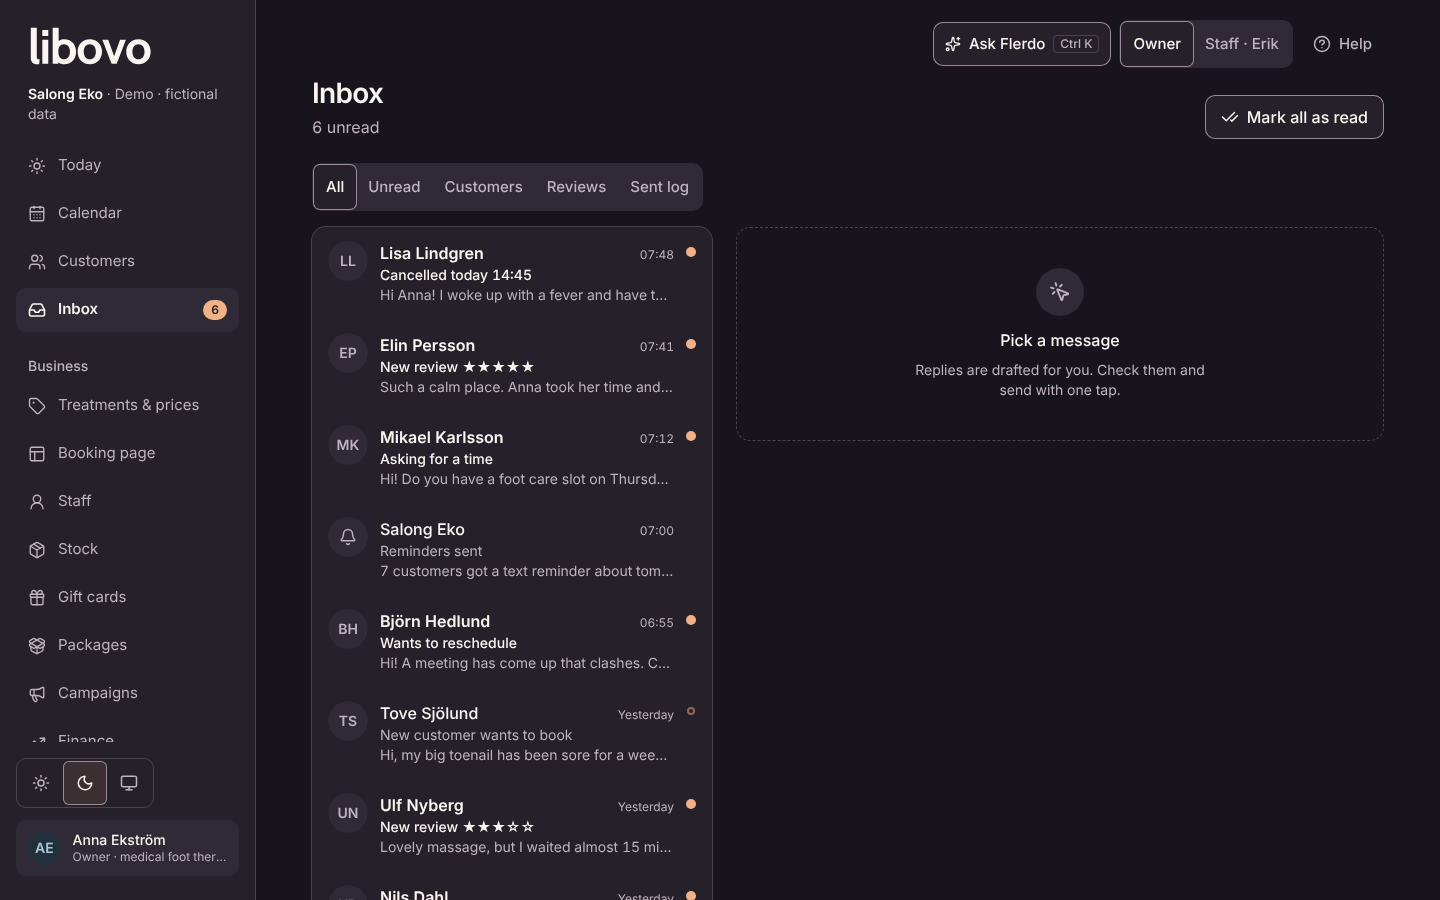 libovo
Salong Eko · Demo · fictional
data
Today
Calendar
Customers
Inbox 6
Business
Treatments & prices
Booking page
Staff
Stock
Gift cards
Packages
Campaigns
Finance
AE
Anna Ekström
Owner · medical foot ther...
Ask Flerdo Ctrl K
Owner
Staff · Erik
Help
Inbox
6 unread
Mark all as read
All
Unread
Customers
Reviews
Sent log
LL
Lisa Lindgren 07:48
Cancelled today 14:45
Hi Anna! I woke up with a fever and have t...
EP
Elin Persson 07:41
New review ★★★★★
Such a calm place. Anna took her time and...
MK
Mikael Karlsson 07:12
Asking for a time
Hi! Do you have a foot care slot on Thursd...
Salong Eko 07:00
Reminders sent
7 customers got a text reminder about tom...
BH
Björn Hedlund 06:55
Wants to reschedule
Hi! A meeting has come up that clashes. C...
TS
Tove Sjölund Yesterday
New customer wants to book
Hi, my big toenail has been sore for a wee...
UN
Ulf Nyberg Yesterday
New review ★★★☆☆
Lovely massage, but I waited almost 15 mi...
Nils Dahl Yesterday
Pick a message
Replies are drafted for you. Check them and
send with one tap.